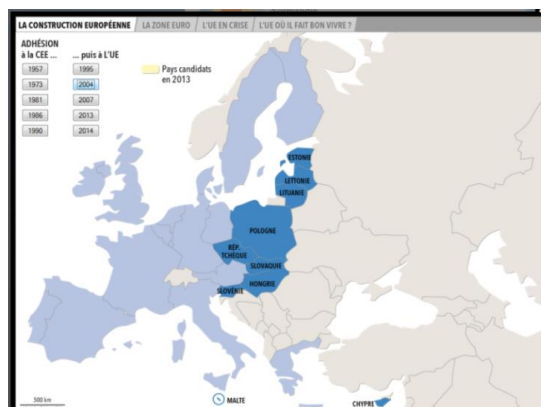 LA CONSTRUCTION EUROPÉENNE
LA ZONE EURO
L'UE EN CRISE
L'UE OÙ IL FAIT BON VIVRE ?
ADHÉSION
à la CEE ... ... puis à l'UE
1957 1995
1973 2004
1981 2007
1986 2013
1990 2014
Pays candidats
en 2013
ESTONIE
LETTONIE
LITUANIE
POLOGNE
RÉP.
TCHÈQUE
SLOVAQUIE
HONGRIE
SLOVÉNIE
MALTE
CHYPRE
500 km